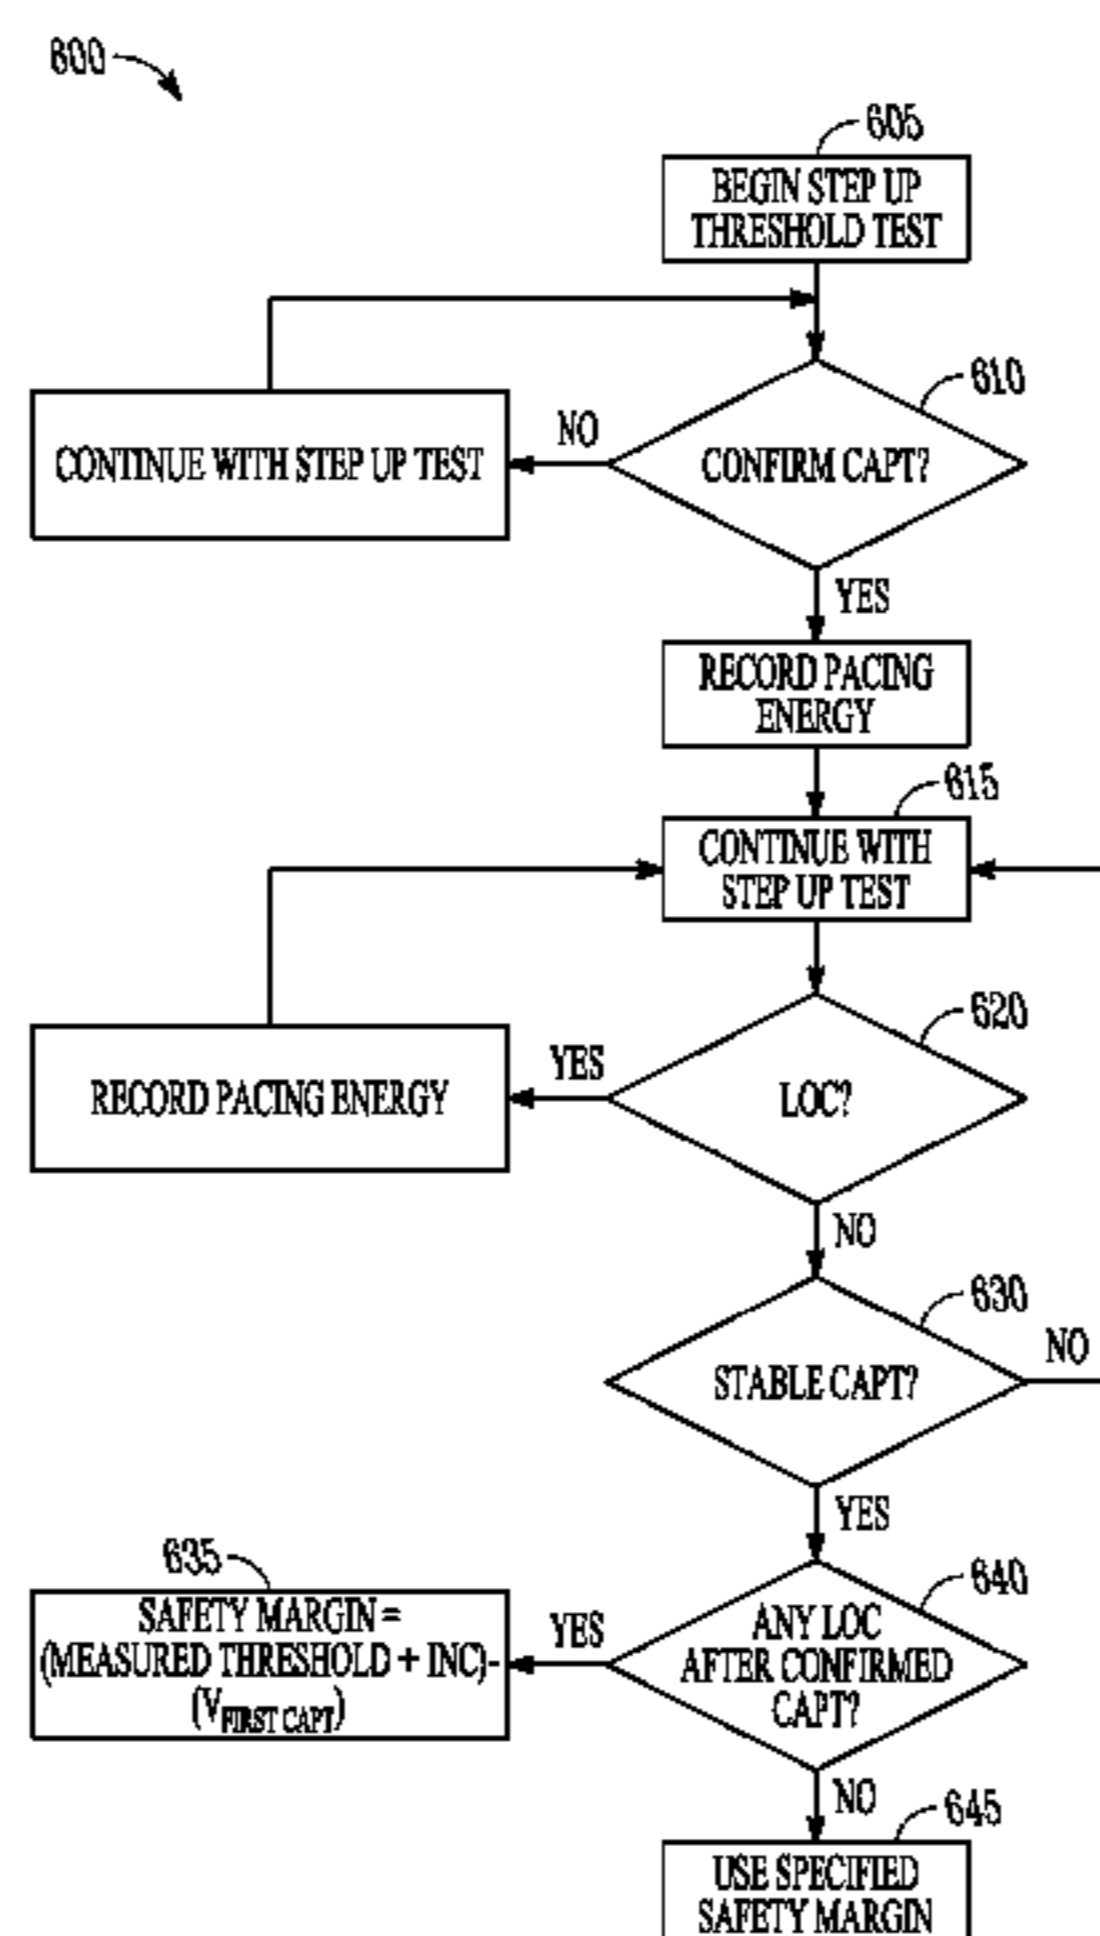 600
605
BEGIN STEP UP
THRESHOLD TEST
610
NO
CONTINUE WITH STEP UP TEST
CONFIRM CAPT?
YES
RECORD PACING
ENERGY
615
CONTINUE WITH
STEP UP TEST
620
YES
RECORD PACING ENERGY
LOC?
NO
630
NO
STABLE CAPT?
YES
635
640
SAFETY MARGIN =
(MEASURED THRESHOLD + INC)-
(VFIRST CAPT)
YES
ANY LOC
AFTER CONFIRMED
CAPT?
NO
645
USE SPECIFIED
SAFETY MARGIN